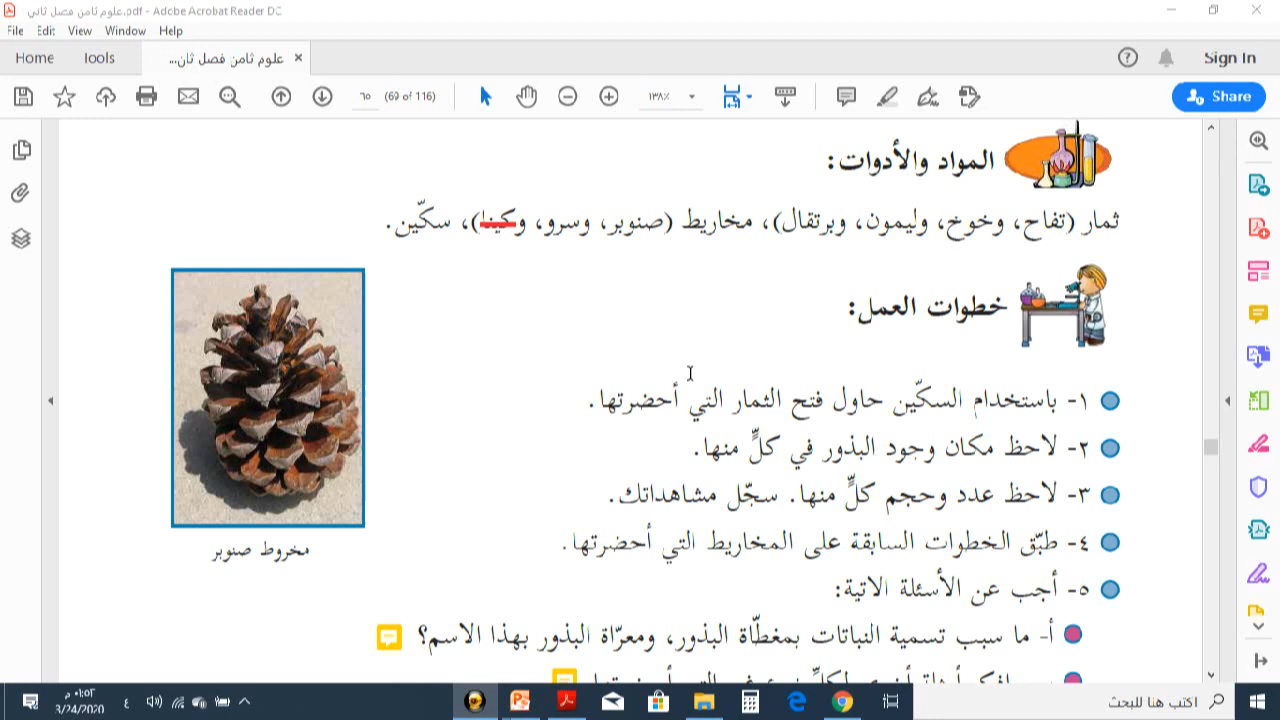 علوم ثامن فصل ثاني.pdf - Adobe Acrobat Reader DC
File Edit View Window Help
Home Tools علوم ثامن فصل ثان... × Sign In
٦٥ (69 of 116) ١٣٨٪ Share
المواد والأدوات:
ثمار (تفاح، وخوخ، وليمون، وبرتقال)، مخاريط (صنوبر، وسرو، وكينا)، سكّين.
خطوات العمل:
١- باستخدام السكّين حاول فتح الثمار التي أحضرتها.
٢- لاحظ مكان وجود البذور في كلٍّ منها.
٣- لاحظ عدد وحجم كلٍّ منها. سجّل مشاهداتك.
٤- طبّق الخطوات السابقة على المخاريط التي أحضرتها.
مخروط صنوبر
٥- أجب عن الأسئلة الاتية:
أ- ما سبب تسمية النباتات بمغطّاة البذور، ومعرّاة البذور بهذا الاسم؟
٠١:٥٣ م
3/24/2020
ع
اكتب هنا للبحث